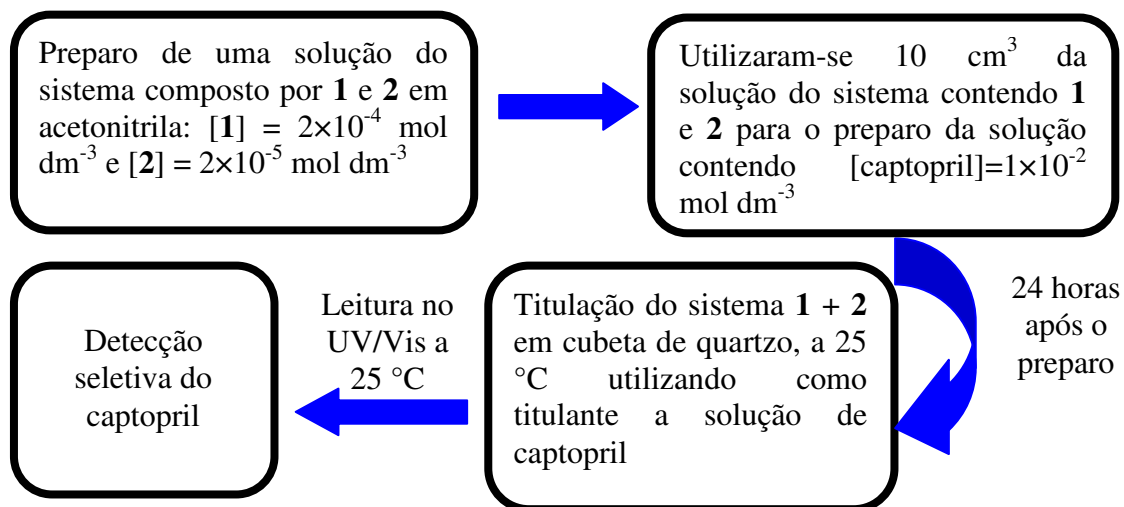 Preparo de uma solução do
sistema composto por 1 e 2 em
acetonitrila: [1] = 2×10⁻⁴ mol
dm⁻³ e [2] = 2×10⁻⁵ mol dm⁻³
Utilizaram-se 10 cm³ da
solução do sistema contendo 1
e 2 para o preparo da solução
contendo [captopril]=1×10⁻²
mol dm⁻³
24 horas
após o
preparo
Titulação do sistema 1 + 2
em cubeta de quartzo, a 25
°C utilizando como
titulante a solução de
captopril
Leitura no
UV/Vis a
25 °C
Detecção
seletiva do
captopril